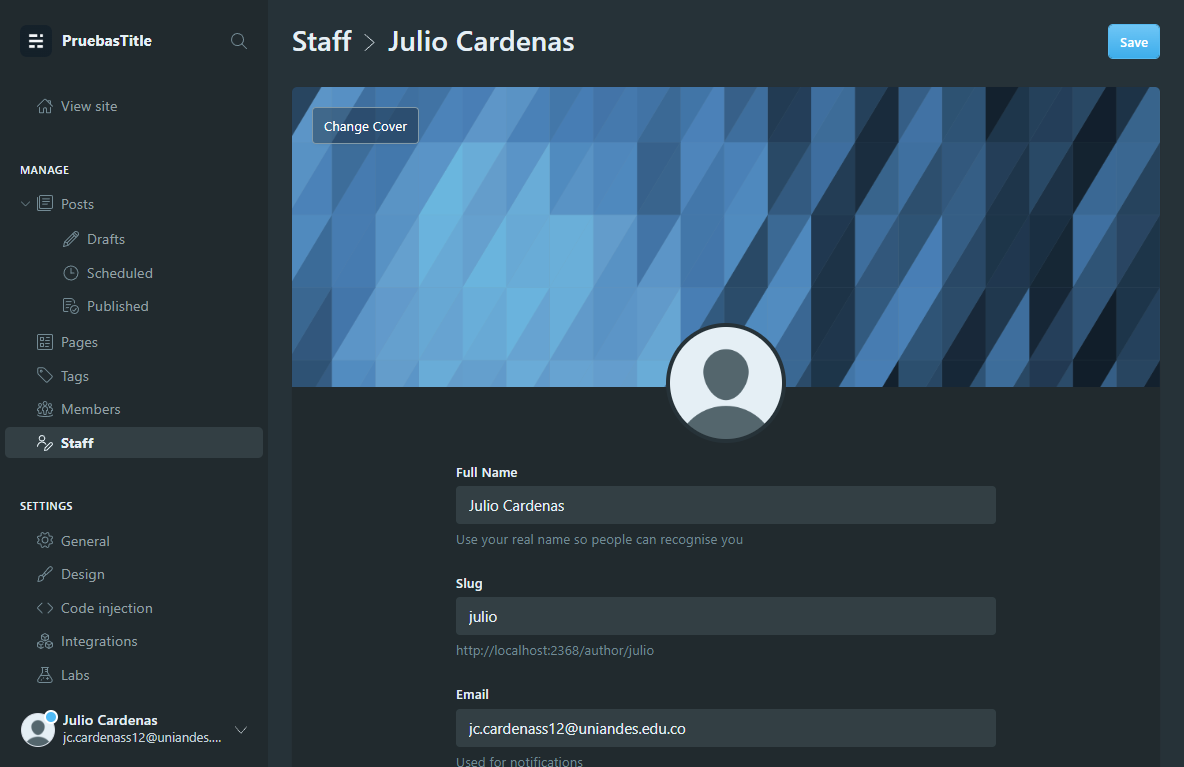 PruebasTitle
View site
MANAGE
Posts
Drafts
Scheduled
Published
Pages
Tags
Members
Staff
SETTINGS
General
Design
Code injection
Integrations
Labs
Julio Cardenas
jc.cardenass12@uniandes....
Staff > Julio Cardenas
Save
Change Cover
Full Name
Julio Cardenas
Use your real name so people can recognise you
Slug
julio
http://localhost:2368/author/julio
Email
jc.cardenass12@uniandes.edu.co
Used for notifications